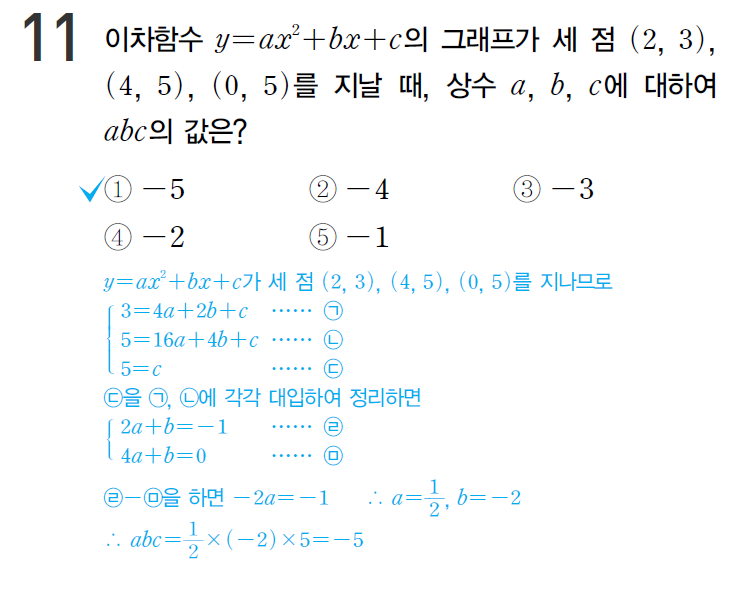 11 이차함수 y=ax²+bx+c의 그래프가 세 점 (2, 3),
(4, 5), (0, 5)를 지날 때, 상수 a, b, c에 대하여
abc의 값은?
① -5 ② -4 ③ -3
④ -2 ⑤ -1
y=ax²+bx+c가 세 점 (2, 3), (4, 5), (0, 5)를 지나므로
3=4a+2b+c …… ㉠
5=16a+4b+c …… ㉡
5=c …… ㉢
㉢을 ㉠, ㉡에 각각 대입하여 정리하면
2a+b=-1 …… ㉣
4a+b=0 …… ㉤
㉣-㉤을 하면 -2a=-1 ∴ a=1/2, b=-2
∴ abc=1/2×(-2)×5=-5